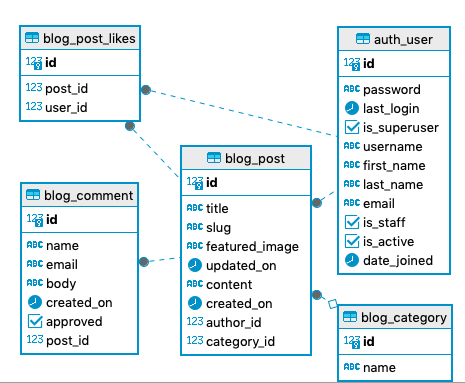 blog_post_likes
123 id
123 post_id
123 user_id
auth_user
123 id
ABC password
last_login
is_superuser
ABC username
ABC first_name
ABC last_name
ABC email
is_staff
is_active
date_joined
blog_post
123 id
ABC title
ABC slug
ABC featured_image
updated_on
ABC content
created_on
123 author_id
123 category_id
blog_comment
123 id
ABC name
ABC email
ABC body
created_on
approved
123 post_id
blog_category
123 id
ABC name